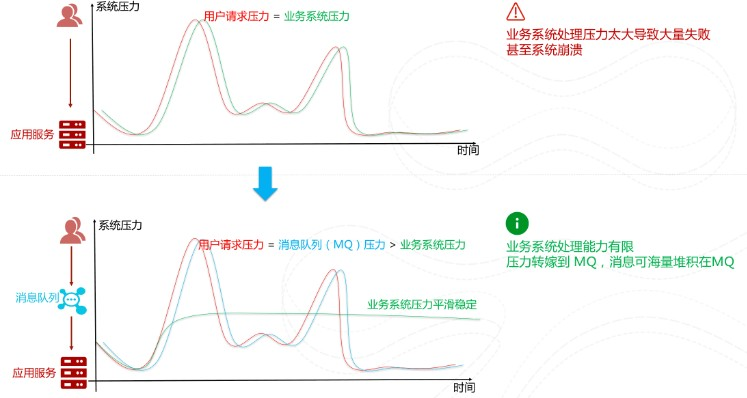 系统压力
用户请求压力 = 业务系统压力
应用服务
时间
业务系统处理压力太大导致大量失败
甚至系统崩溃
系统压力
用户请求压力 = 消息队列（MQ）压力 > 业务系统压力
消息队列
业务系统压力平滑稳定
应用服务
时间
业务系统处理能力有限
压力转嫁到 MQ，消息可海量堆积在MQ